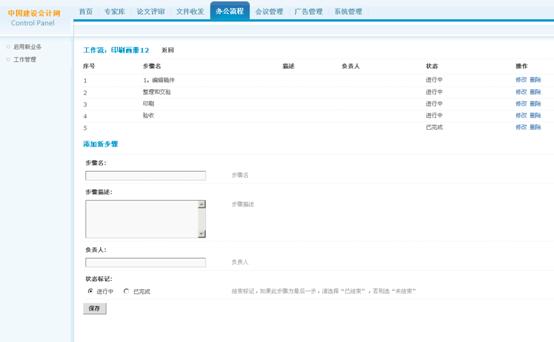 中国建设会计网
Control Panel
首页 专家库 论文评审 文件收发 办公流程 会议管理 广告管理 系统管理
启用新业务
工作管理
工作流：印刷画册12 返回
序号 步骤名 描述 负责人 状态 操作
1 1、编辑稿件 进行中 修改 删除
2 整理和交验 进行中 修改 删除
3 印刷 进行中 修改 删除
4 验收 进行中 修改 删除
5 已完成 修改 删除
添加新步骤
步骤名：
步骤名
步骤描述：
步骤描述
负责人：
负责人
状态标记：
进行中 已完成 结束标记，如果此步骤为最后一步，请选择“已结束”，否则选“未结束”
保存